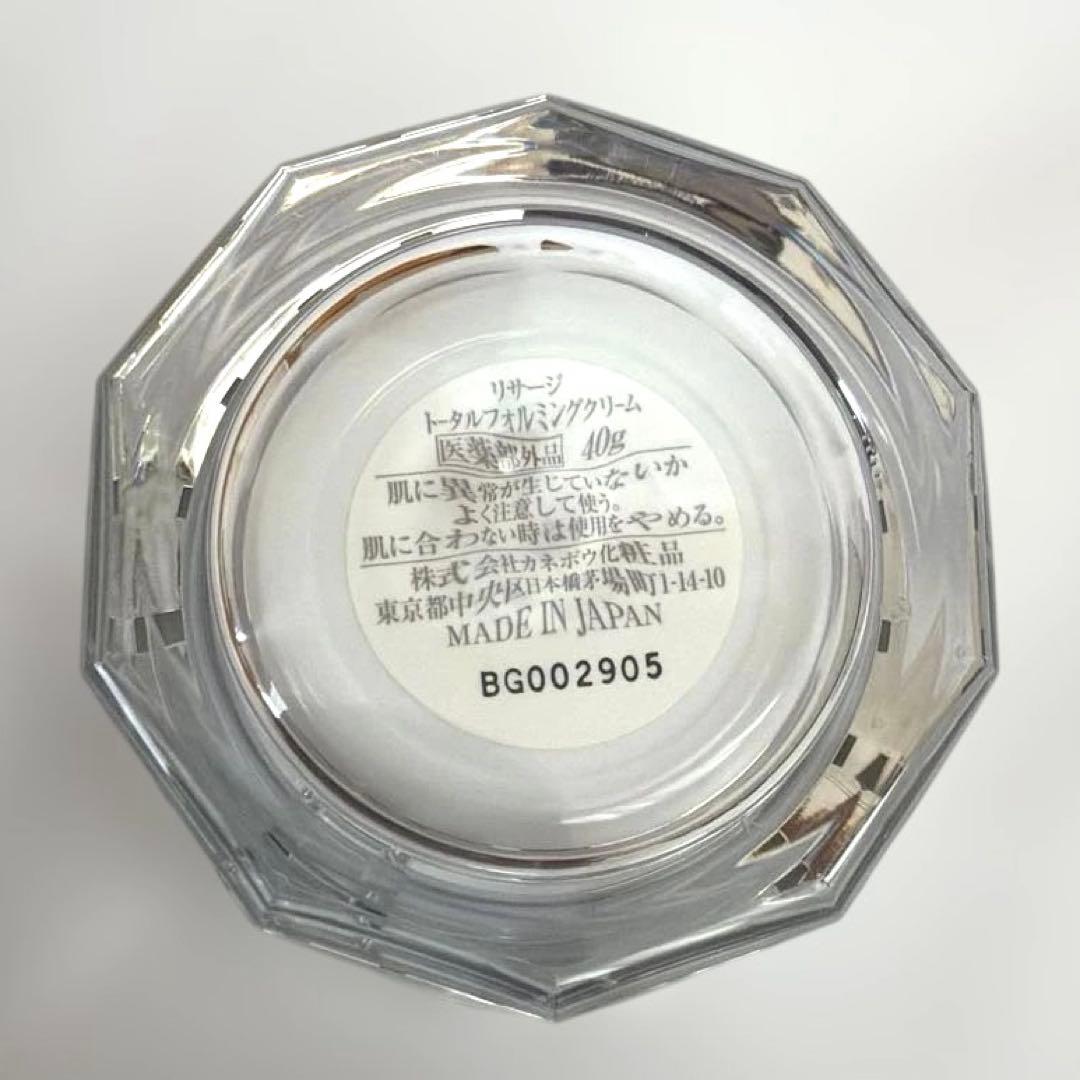 リサージ
トータルフォルミングクリーム
医薬部外品 40g
肌に異常が生じていないか
よく注意して使う。
肌に合わない時は使用をやめる。
株式会社カネボウ化粧品
東京都中央区日本橋茅場町1-14-10
MADE IN JAPAN
BG002905